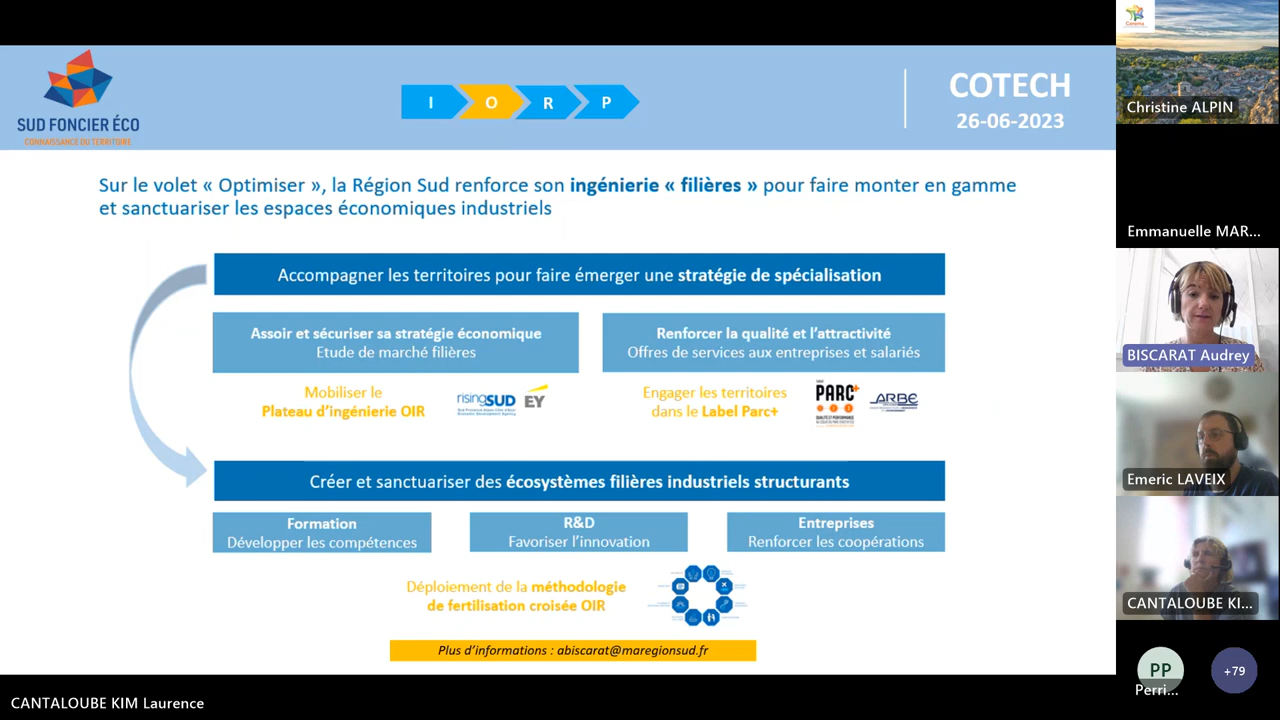 SUD FONCIER ÉCO
CONNAISSANCE DU TERRITOIRE
I
O
R
P
COTECH
26-06-2023
Sur le volet « Optimiser », la Région Sud renforce son ingénierie « filières » pour faire monter en gamme
et sanctuariser les espaces économiques industriels
Accompagner les territoires pour faire émerger une stratégie de spécialisation
Assoir et sécuriser sa stratégie économique
Etude de marché filières
Renforcer la qualité et l'attractivité
Offres de services aux entreprises et salariés
Mobiliser le
Plateau d'ingénierie OIR
risingSUD
EY
Engager les territoires
dans le Label Parc+
PARC+
1 2 3
ARBE
Créer et sanctuariser des écosystèmes filières industriels structurants
Formation
Développer les compétences
R&D
Favoriser l'innovation
Entreprises
Renforcer les coopérations
Déploiement de la méthodologie
de fertilisation croisée OIR
Plus d'informations : abiscarat@maregionsud.fr
CANTALOUBE KIM Laurence
Cerema
Christine ALPIN
Emmanuelle MAR...
BISCARAT Audrey
Emeric LAVEIX
CANTALOUBE KI...
PP
Perri...
+79